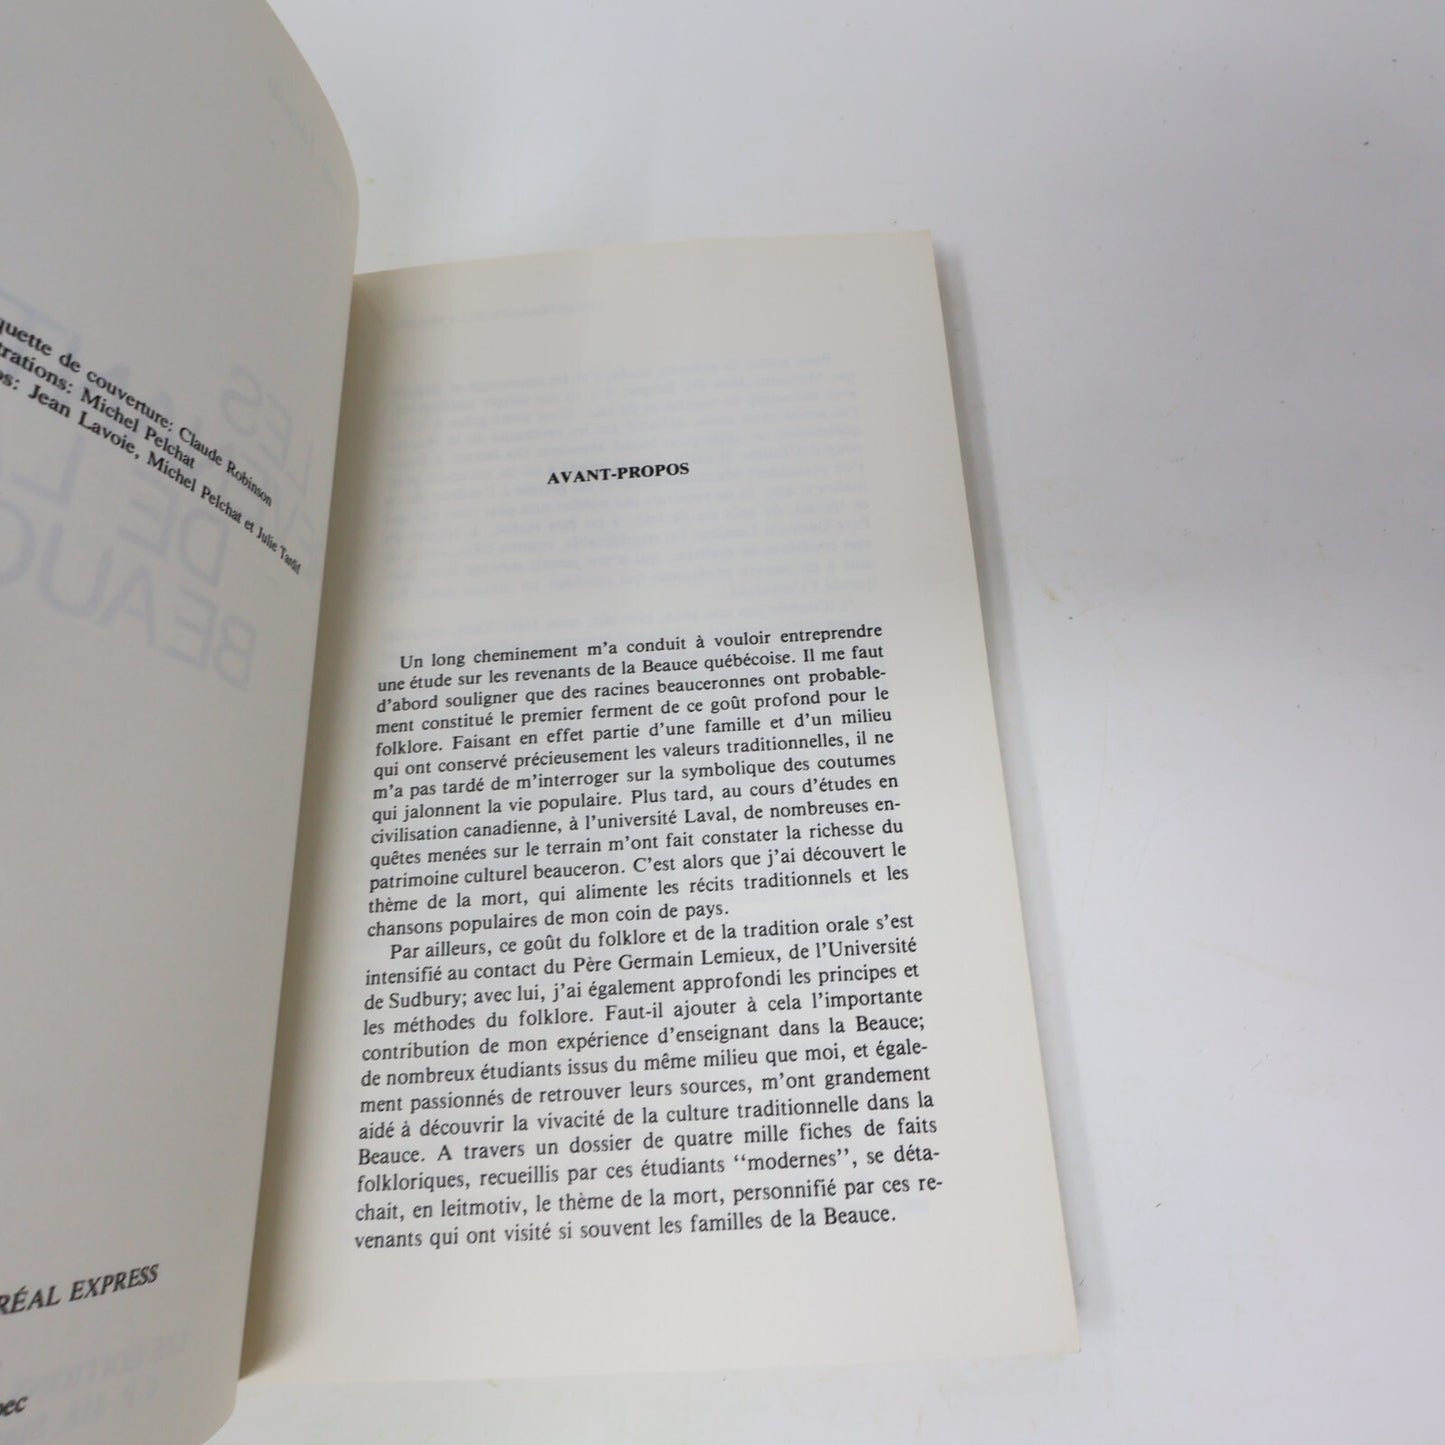 quette de couverture: Claude Robinson
trations: Michel Pelchat
os: Jean Lavoie, Michel Pelchat et Julie Tardif
RÉAL EXPRESS
bec
AVANT-PROPOS
Un long cheminement m'a conduit à vouloir entreprendre
une étude sur les revenants de la Beauce québécoise. Il me faut
d'abord souligner que des racines beauceronnes ont probable-
ment constitué le premier ferment de ce goût profond pour le
folklore. Faisant en effet partie d'une famille et d'un milieu
qui ont conservé précieusement les valeurs traditionnelles, il ne
m'a pas tardé de m'interroger sur la symbolique des coutumes
qui jalonnent la vie populaire. Plus tard, au cours d'études en
civilisation canadienne, à l'université Laval, de nombreuses en-
quêtes menées sur le terrain m'ont fait constater la richesse du
patrimoine culturel beauceron. C'est alors que j'ai découvert le
thème de la mort, qui alimente les récits traditionnels et les
chansons populaires de mon coin de pays.
Par ailleurs, ce goût du folklore et de la tradition orale s'est
intensifié au contact du Père Germain Lemieux, de l'Université
de Sudbury; avec lui, j'ai également approfondi les principes et
les méthodes du folklore. Faut-il ajouter à cela l'importante
contribution de mon expérience d'enseignant dans la Beauce;
de nombreux étudiants issus du même milieu que moi, et égale-
ment passionnés de retrouver leurs sources, m'ont grandement
aidé à découvrir la vivacité de la culture traditionnelle dans la
Beauce. A travers un dossier de quatre mille fiches de faits
folkloriques, recueillis par ces étudiants "modernes", se déta-
chait, en leitmotiv, le thème de la mort, personnifié par ces re-
venants qui ont visité si souvent les familles de la Beauce.